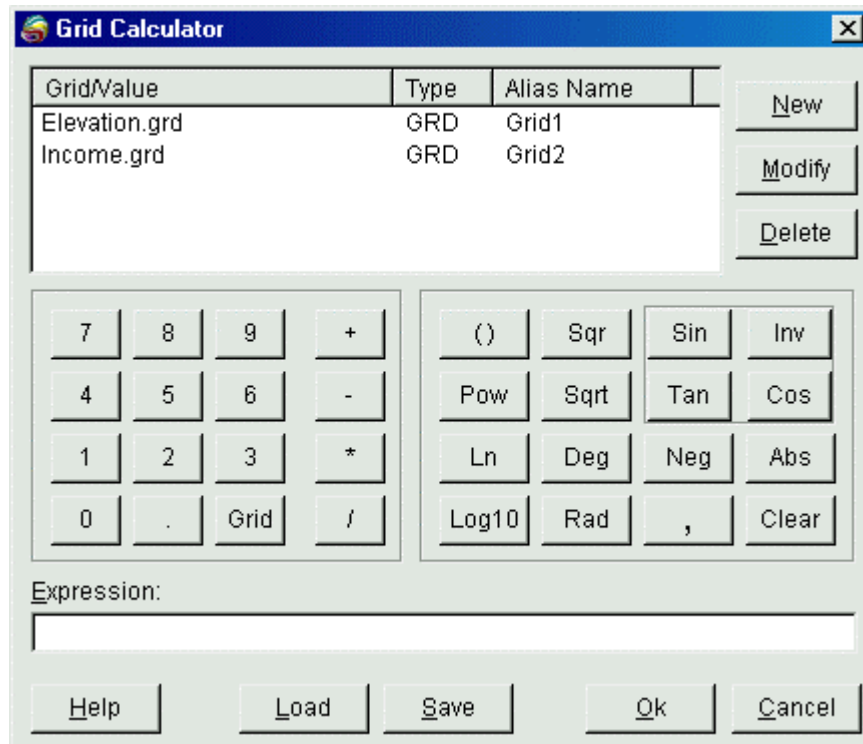 Grid Calculator
Grid/Value Type Alias Name
Elevation.grd GRD Grid1
Income.grd GRD Grid2
New
Modify
Delete
7 8 9 +
4 5 6 -
1 2 3 *
0 . Grid /
() Sqr Sin Inv
Pow Sqrt Tan Cos
Ln Deg Neg Abs
Log10 Rad , Clear
Expression:
Help Load Save Ok Cancel